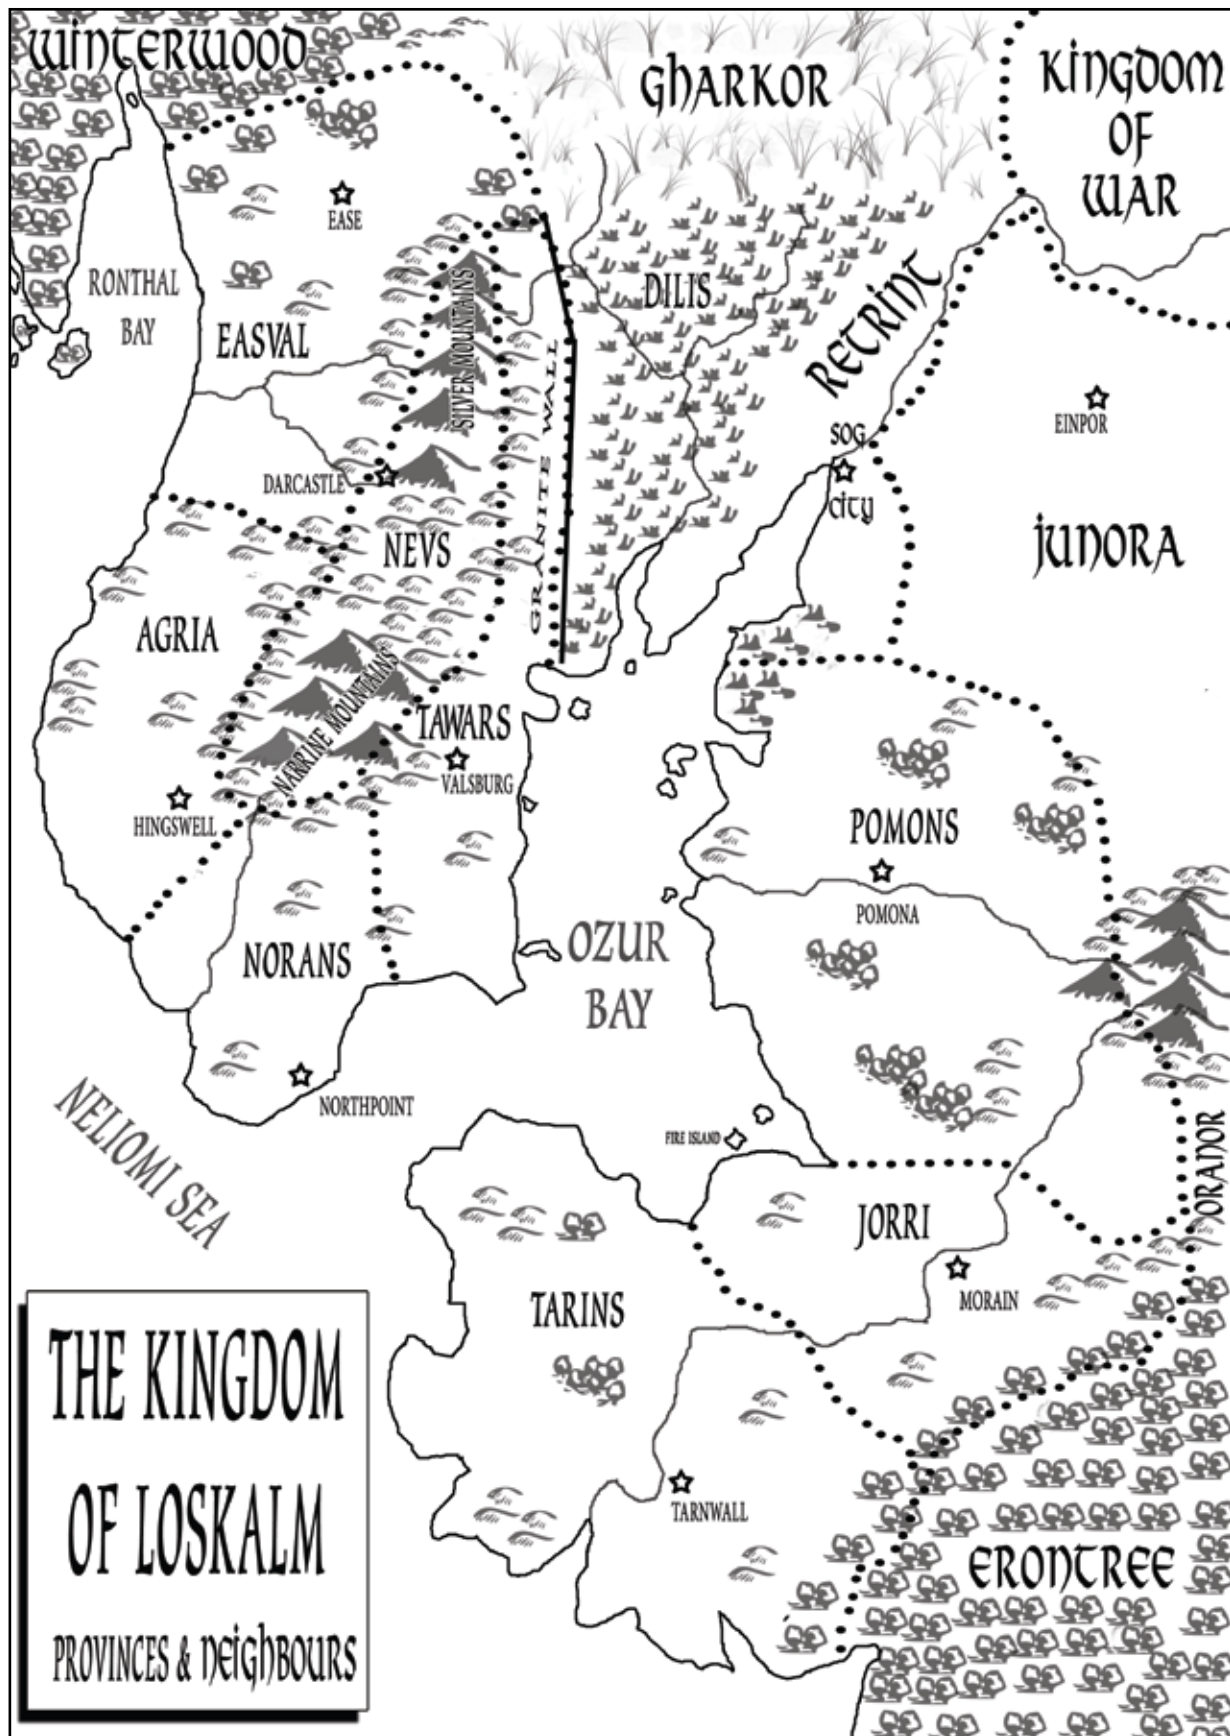 WINTERWOOD
GHARKOR
KINGDOM
OF
WAR
EASE
RONTHAL
BAY
DILIS
EASVAL
SILVER MOUNTAINS
RETRINT
GRANITE WALL
EINPOR
SOG
CITY
DARCASTLE
NEVS
JUNORA
AGRIA
NARRINE MOUNTAINS
TAWARS
VALSBURG
HINGSWELL
POMONS
POMONA
NORANS
OZUR
BAY
NORTHPOINT
NELIOMI SEA
FIRE ISLAND
ORANOR
JORRI
MORAIN
TARINS
TARNWALL
ERONTREE
THE KINGDOM
OF LOSKALM
PROVINCES & NEIGHBOURS